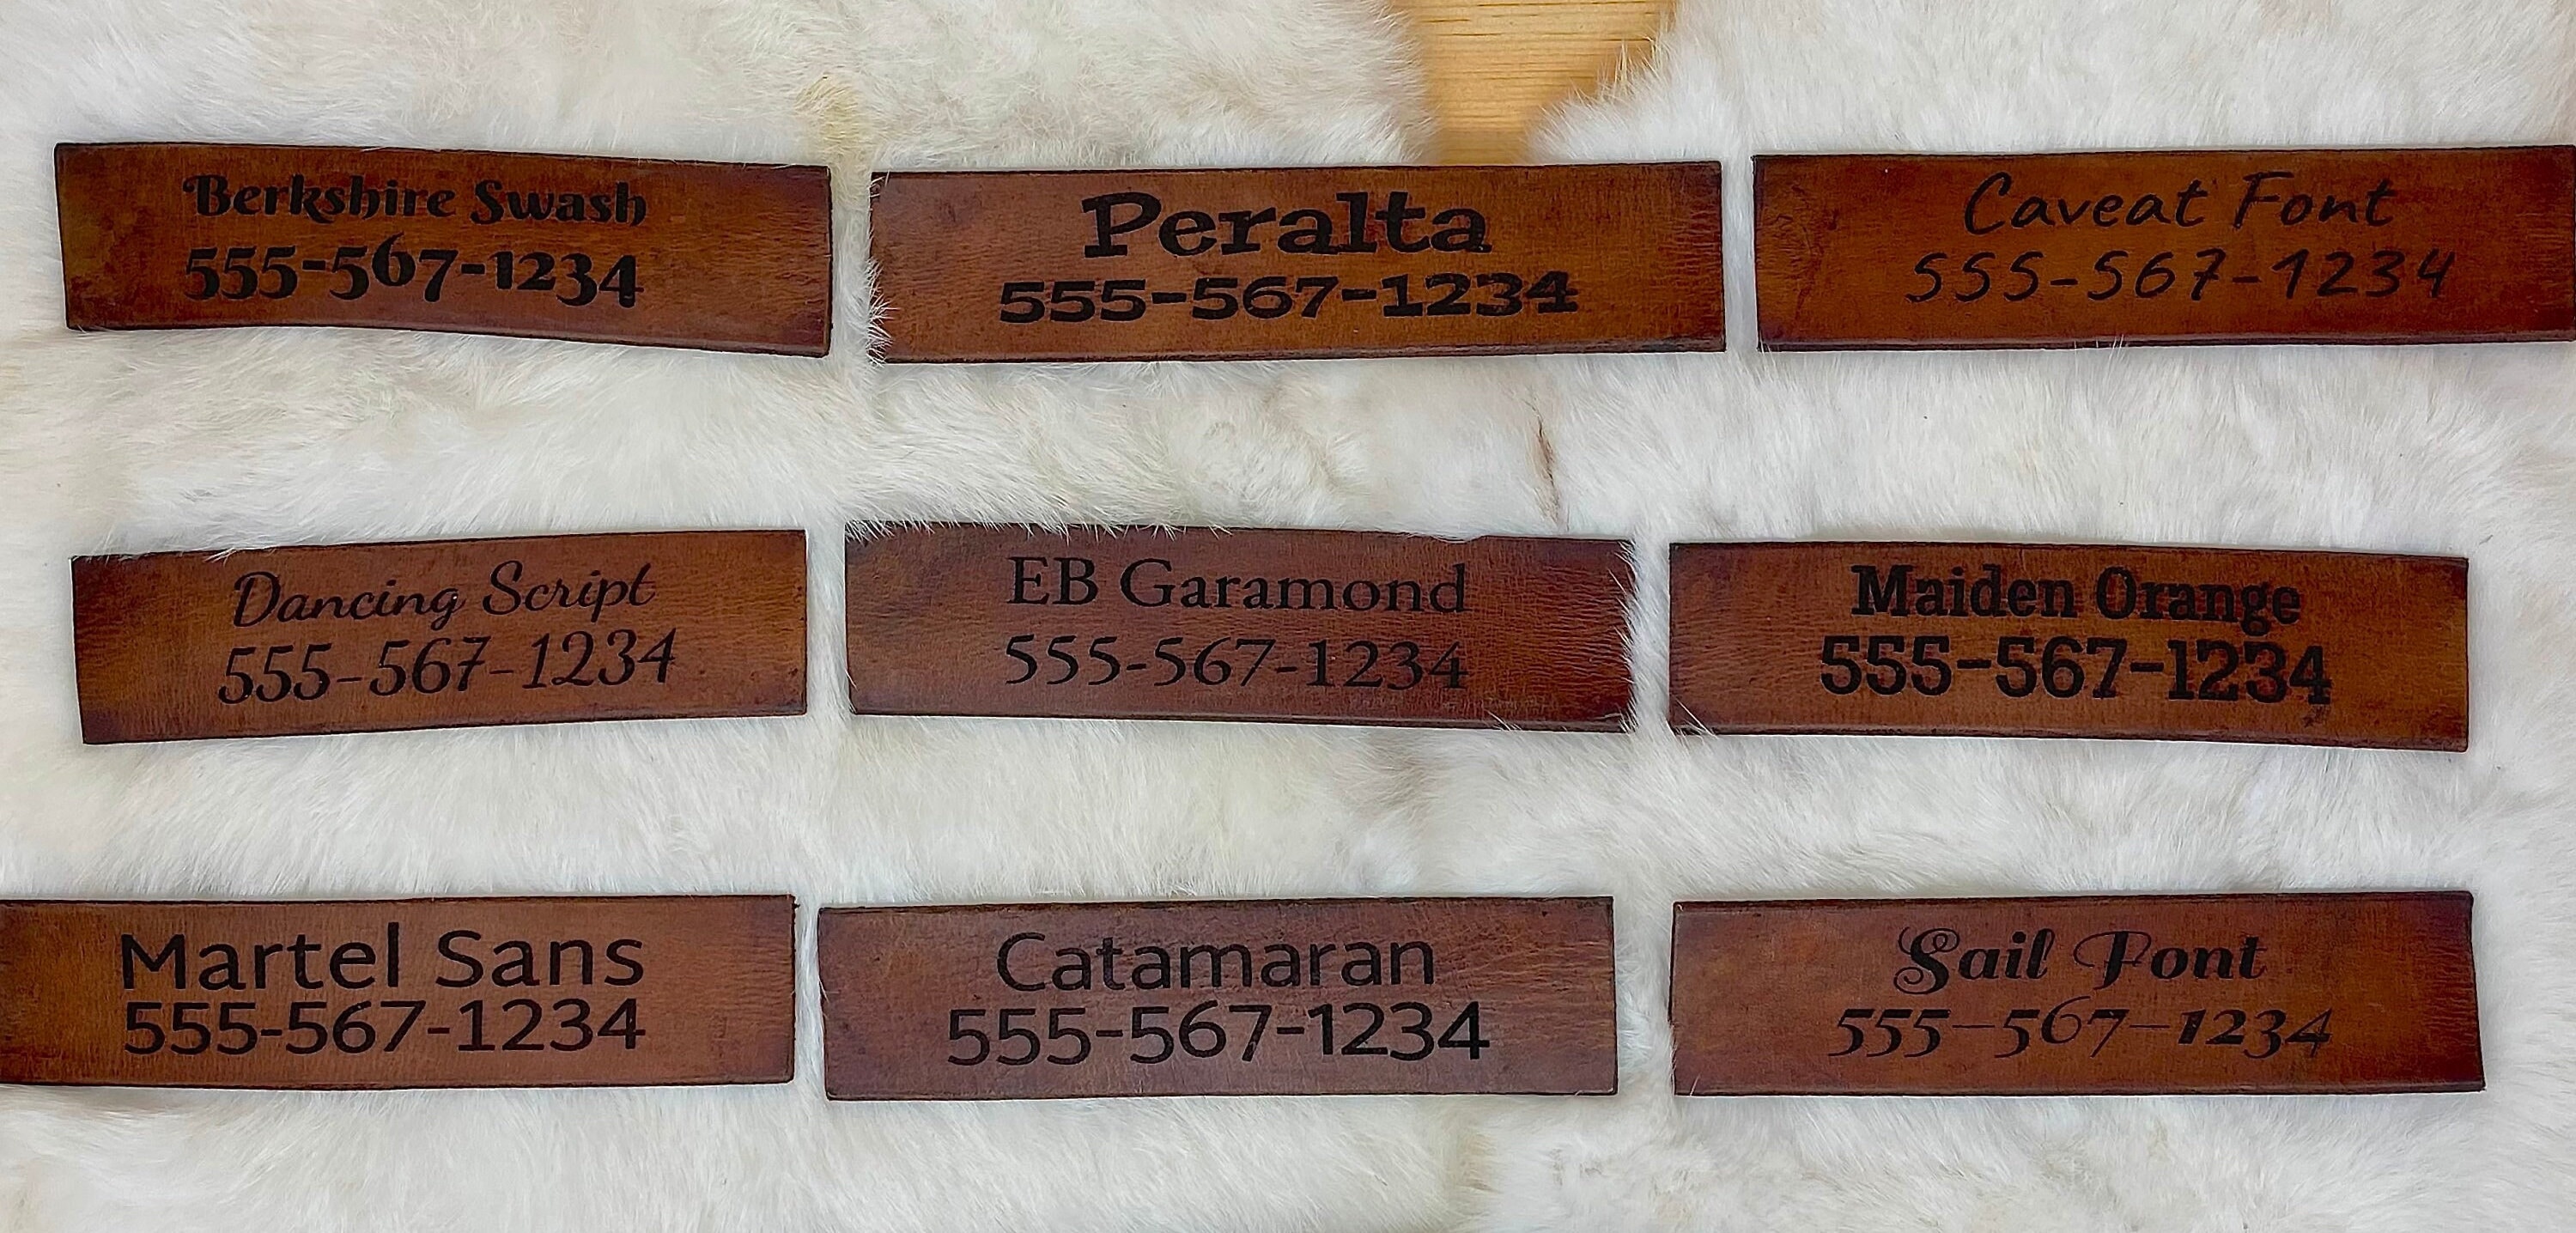 Berkshire Swash
555-567-1234
Peralta
555-567-1234
Caveat Font
555-567-1234
Dancing Script
555-567-1234
EB Garamond
555-567-1234
Maiden Orange
555-567-1234
Martel Sans
555-567-1234
Catamaran
555-567-1234
Sail Font
555-567-1234